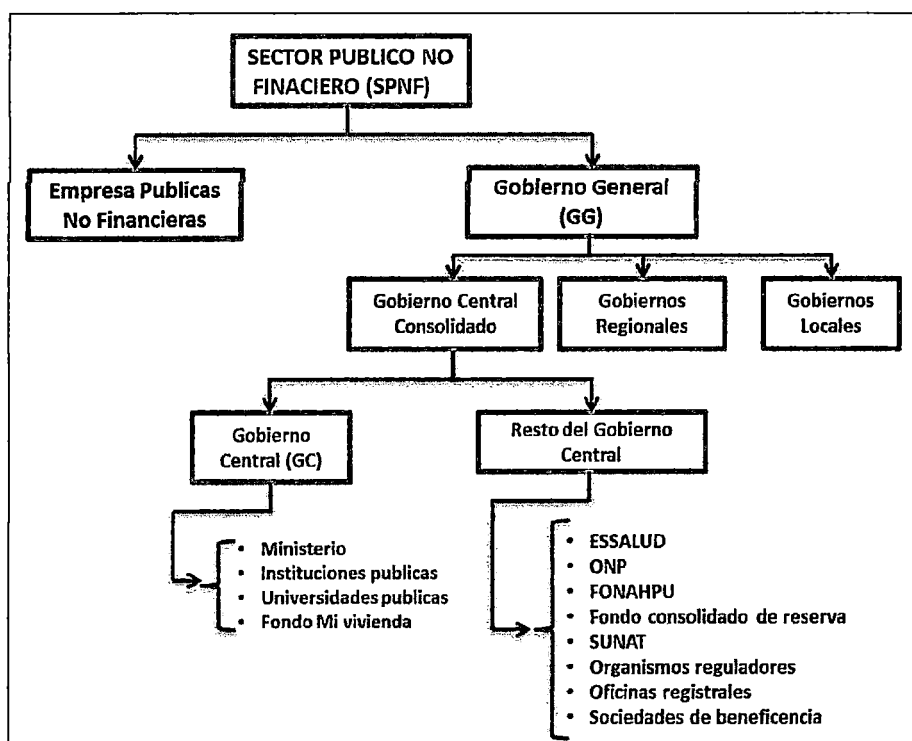 SECTOR PUBLICO NO
FINACIERO (SPNF)
Empresa Publicas
No Financieras
Gobierno General
(GG)
Gobierno Central
Consolidado
Gobiernos
Regionales
Gobiernos
Locales
Gobierno
Central (GC)
Resto del Gobierno
Central
• Ministerio
• Instituciones publicas
• Universidades publicas
• Fondo Mi vivienda
• ESSALUD
• ONP
• FONAHPU
• Fondo consolidado de reserva
• SUNAT
• Organismos reguladores
• Oficinas registrales
• Sociedades de beneficencia